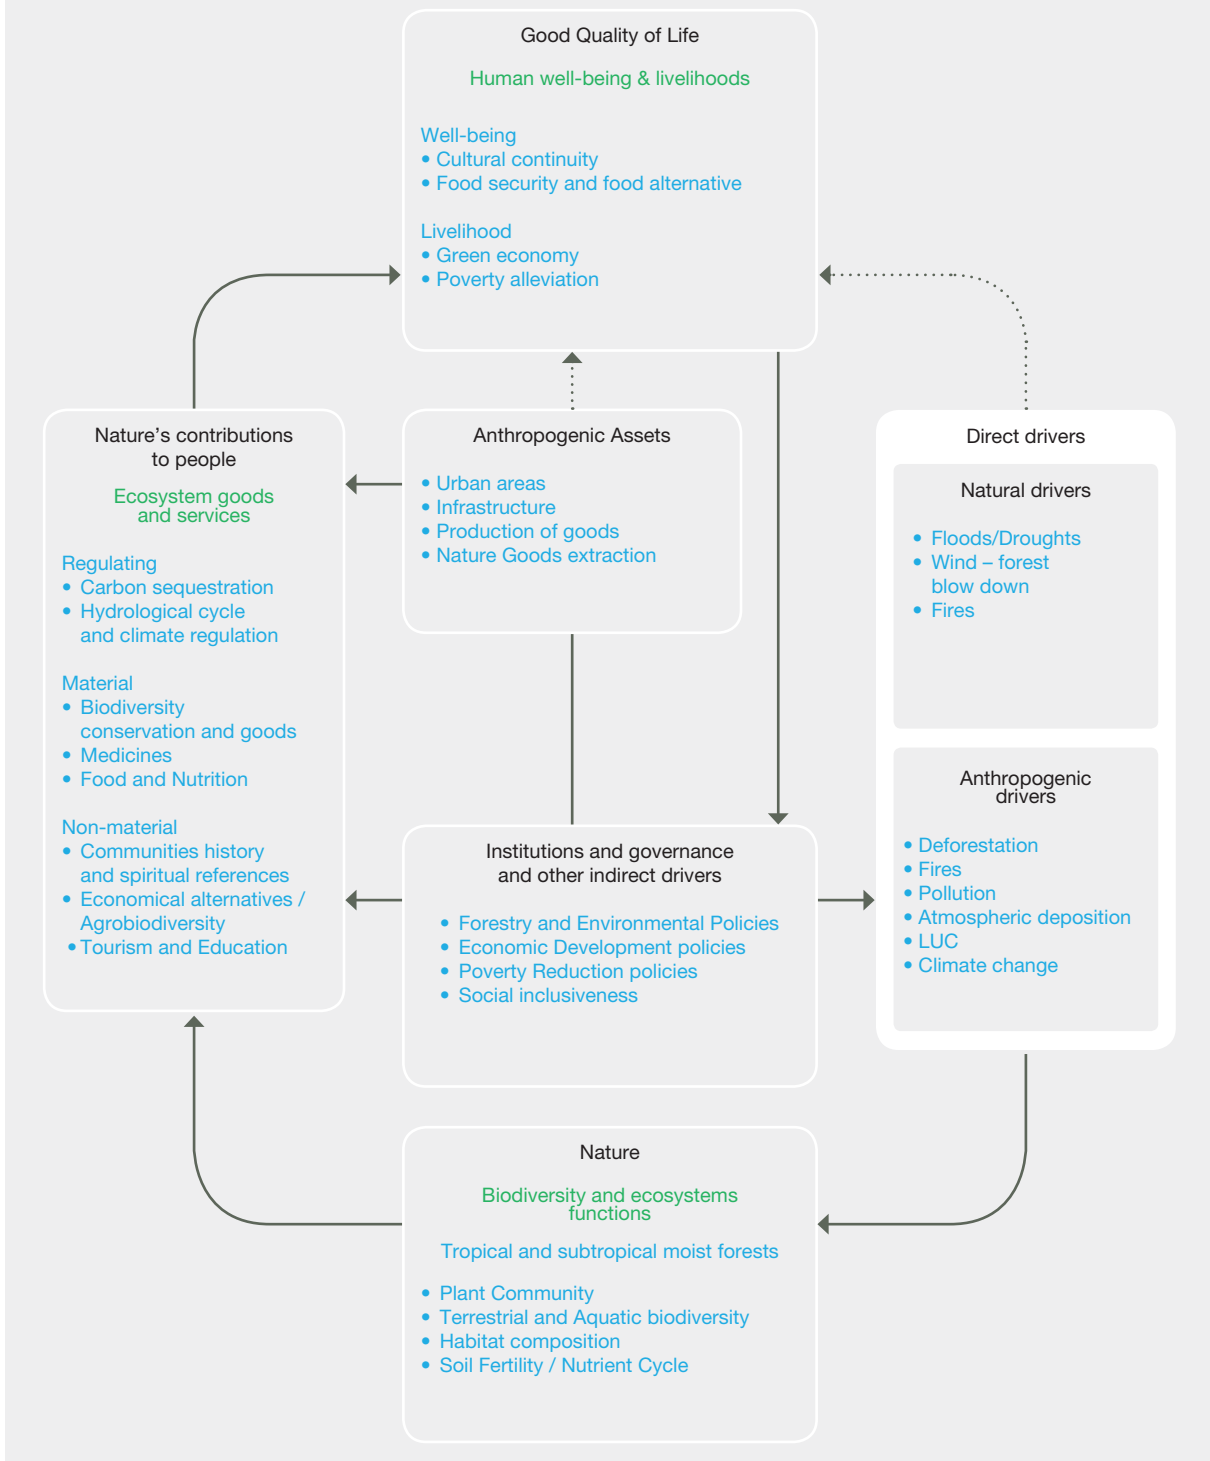 Good Quality of Life
Human well-being & livelihoods
Well-being
• Cultural continuity
• Food security and food alternative
Livelihood
• Green economy
• Poverty alleviation
Nature’s contributions
to people
Ecosystem goods
and services
Regulating
• Carbon sequestration
• Hydrological cycle
and climate regulation
Material
• Biodiversity
conservation and goods
• Medicines
• Food and Nutrition
Non-material
• Communities history
and spiritual references
• Economical alternatives /
Agrobiodiversity
• Tourism and Education
Anthropogenic Assets
• Urban areas
• Infrastructure
• Production of goods
• Nature Goods extraction
Institutions and governance
and other indirect drivers
• Forestry and Environmental Policies
• Economic Development policies
• Poverty Reduction policies
• Social inclusiveness
Direct drivers
Natural drivers
• Floods/Droughts
• Wind – forest
blow down
• Fires
Anthropogenic
drivers
• Deforestation
• Fires
• Pollution
• Atmospheric deposition
• LUC
• Climate change
Nature
Biodiversity and ecosystems
functions
Tropical and subtropical moist forests
• Plant Community
• Terrestrial and Aquatic biodiversity
• Habitat composition
• Soil Fertility / Nutrient Cycle